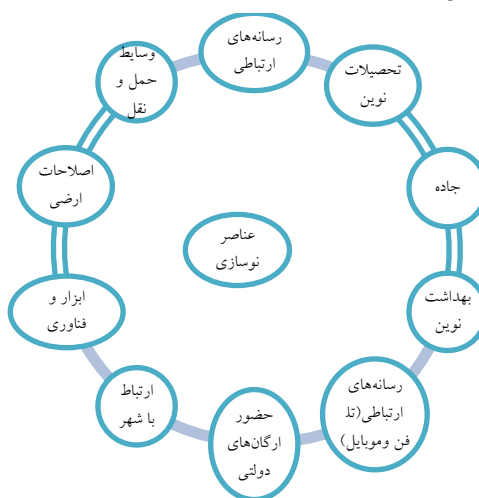 رسانه‌های
ارتباطی
تحصیلات
نوین
جاده
بهداشت
نوین
رسانه‌های
ارتباطی(تل
فن وموبایل)
حضور
ارگان‌های
دولتی
ارتباط
با شهر
ابزار و
فناوری
اصلاحات
ارضی
وسایط
حمل و
نقل
عناصر
نوسازی